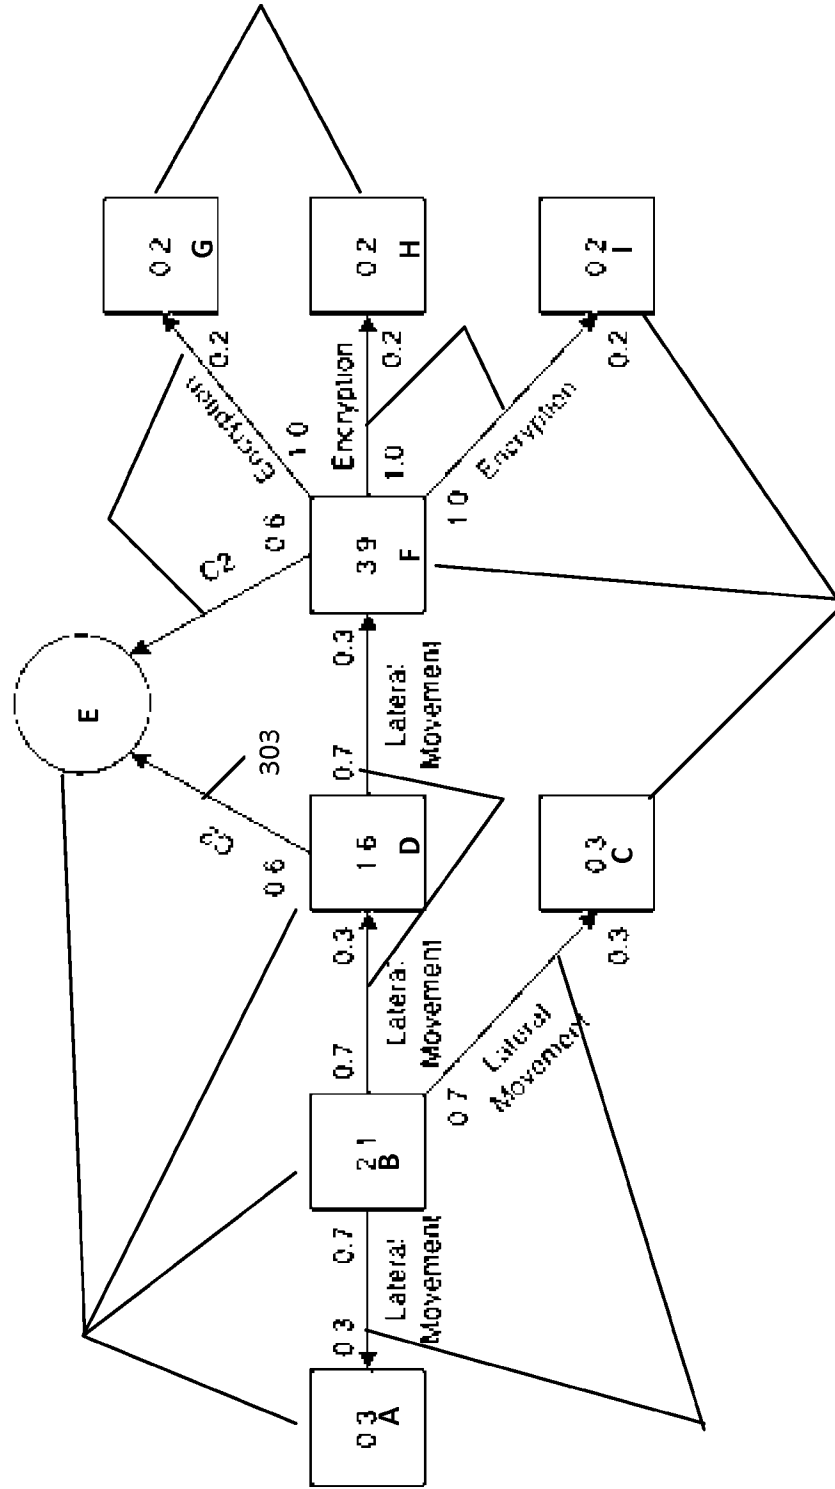 E
0 2
G
C2
C2
Encryption
0.2
0 6
303
0 6
1 0
0 3
0.7
0.7
0.3
0.7
0.3
Encryption
0 3
A
2 1
B
1 6
D
3 9
F
0 2
H
Lateral
Movement
Lateral
Movement
Lateral
Movement
1.0
0.2
0 7
Lateral
Movement
1 0
Encryption
0 3
C
0.3
0 2
I
0.2